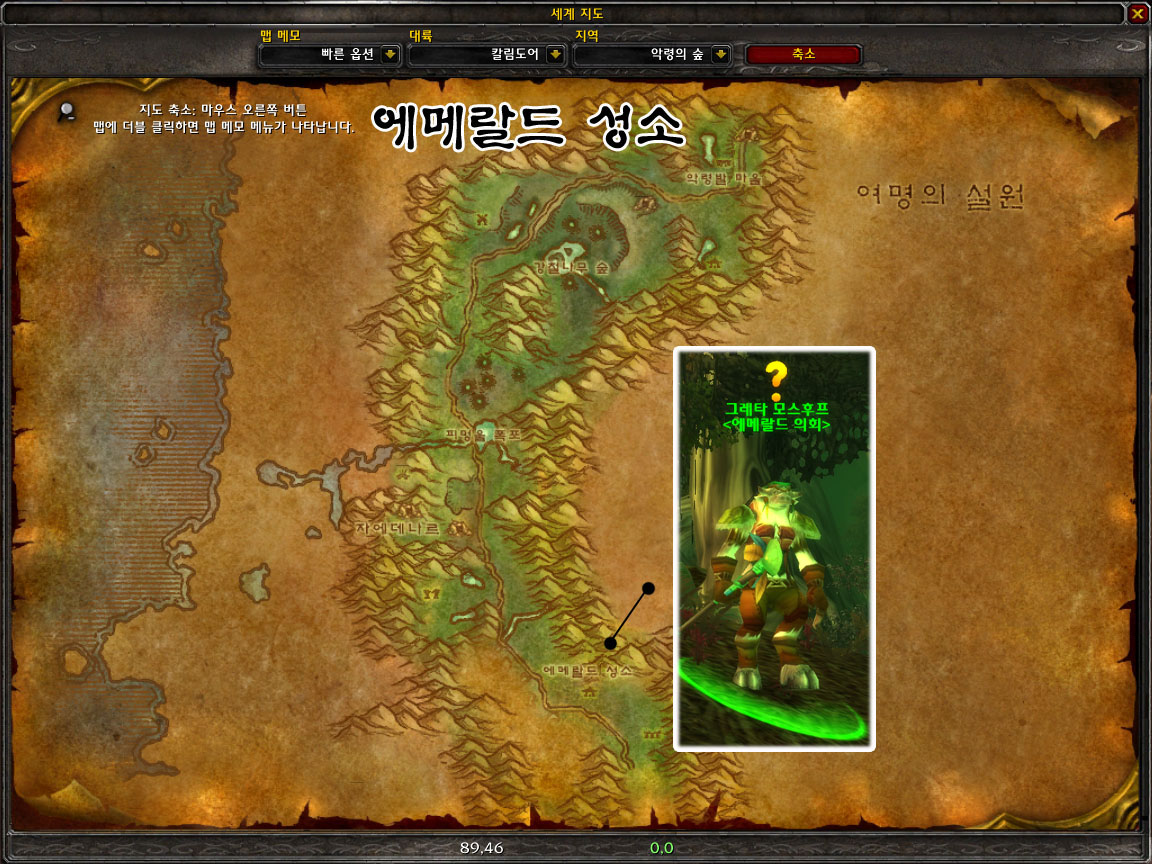 세계 지도
맵 메모
대륙
지역
빠른 옵션
칼림도어
악령의 숲
축소
지도 축소: 마우스 오른쪽 버튼
맵에 더블 클릭하면 맵 메모 메뉴가 나타납니다.
에메랄드 성소
악령발 마을
여명의 설원
강철나무 숲
그레타 모스후프
<에메랄드 의회>
핏멍울 폭포
자에데나르
에메랄드 성소
89,46
0,0